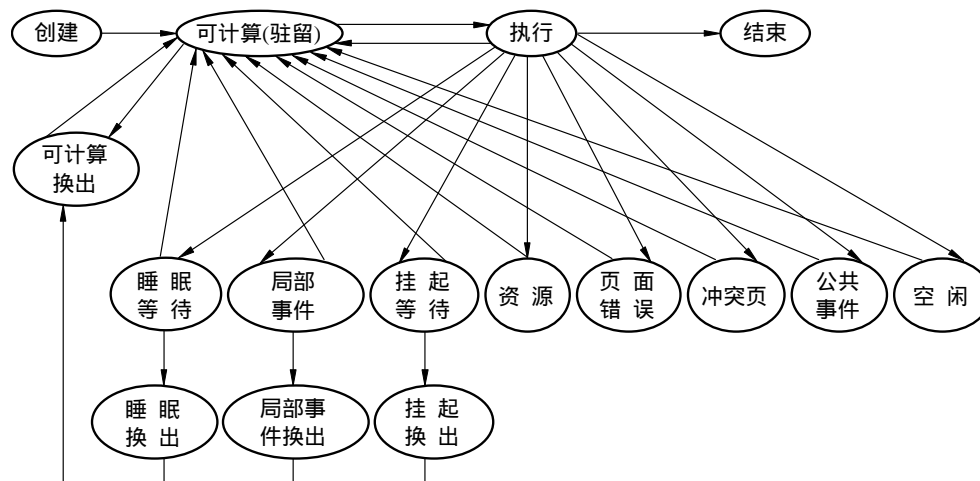 创建
可计算(驻留)
执行
结束
可计算
换出
睡 眠
等 待
局部
事件
挂 起
等 待
资 源
页 面
错 误
冲突页
公共
事件
空 闲
睡 眠
换 出
局部事
件换出
挂 起
换 出